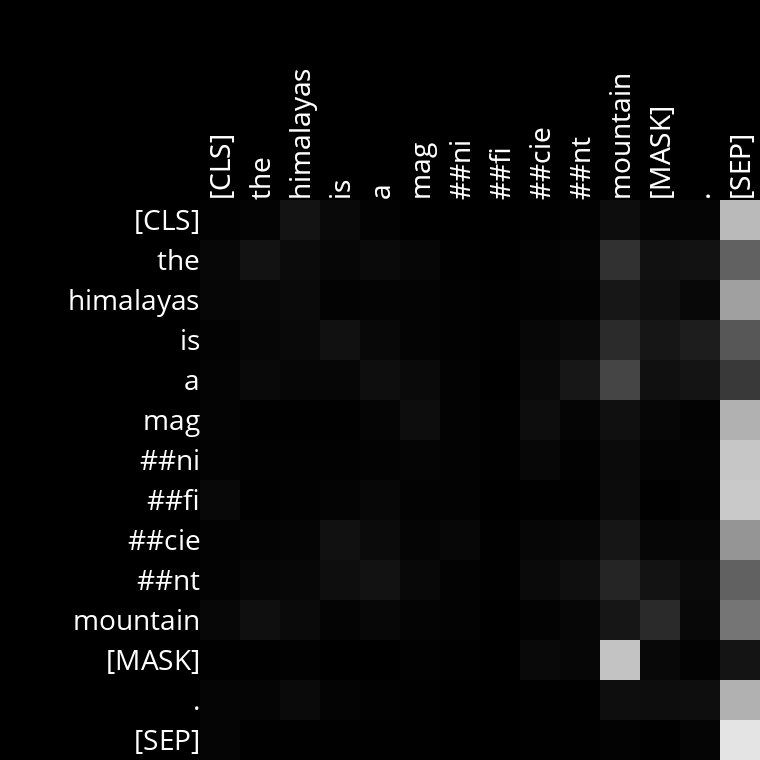 [CLS] the himalayas is a mag ##ni ##fi ##cie ##nt mountain [MASK] . [SEP]
[CLS]
the
himalayas
is
a
mag
##ni
##fi
##cie
##nt
mountain
[MASK]
.
[SEP]